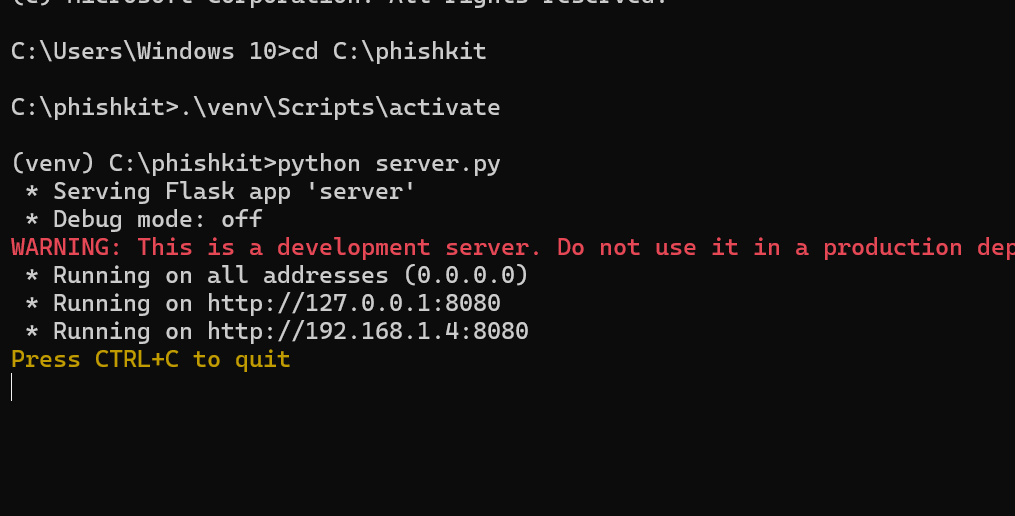 (c) Microsoft Corporation. All rights reserved.
C:\Users\Windows 10>cd C:\phishkit
C:\phishkit>.\venv\Scripts\activate
(venv) C:\phishkit>python server.py
* Serving Flask app 'server'
* Debug mode: off
WARNING: This is a development server. Do not use it in a production dep
* Running on all addresses (0.0.0.0)
* Running on http://127.0.0.1:8080
* Running on http://192.168.1.4:8080
Press CTRL+C to quit